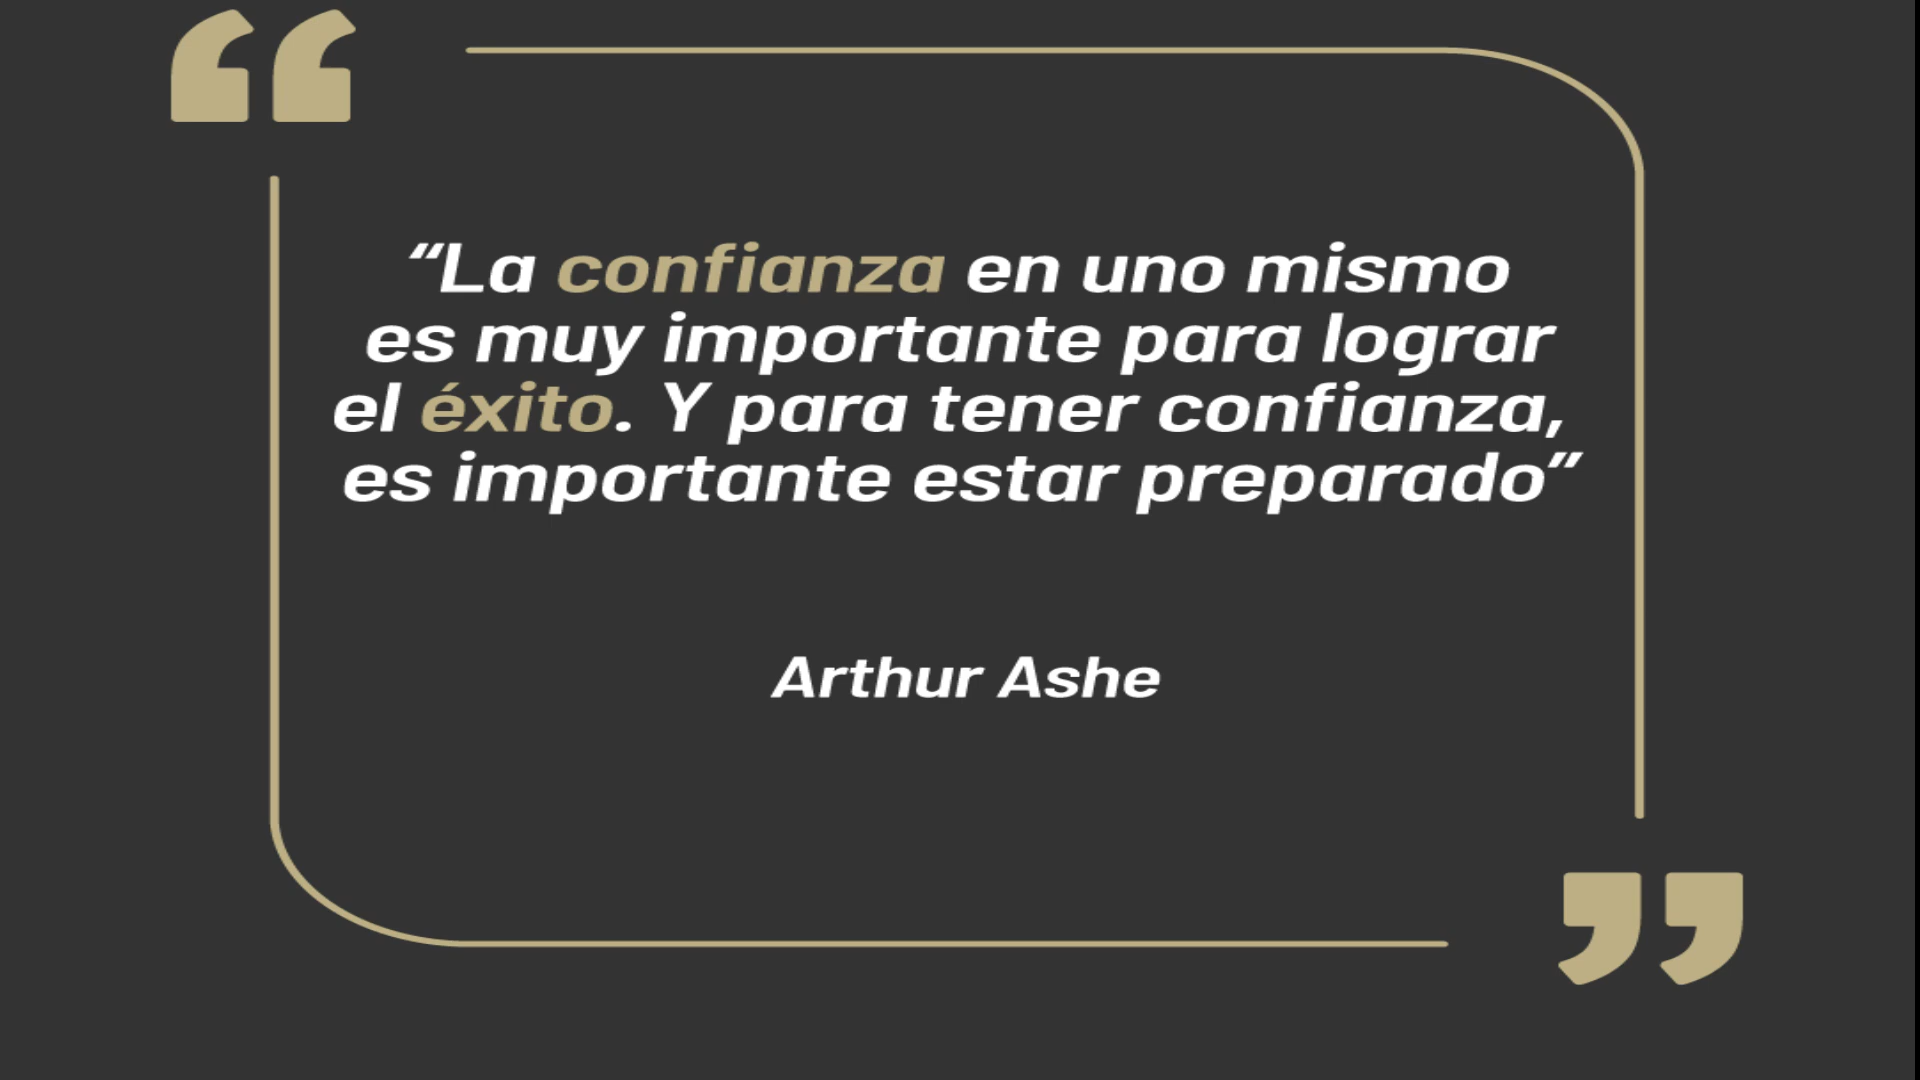 “La confianza en uno mismo
es muy importante para lograr
el éxito. Y para tener confianza,
es importante estar preparado”
Arthur Ashe